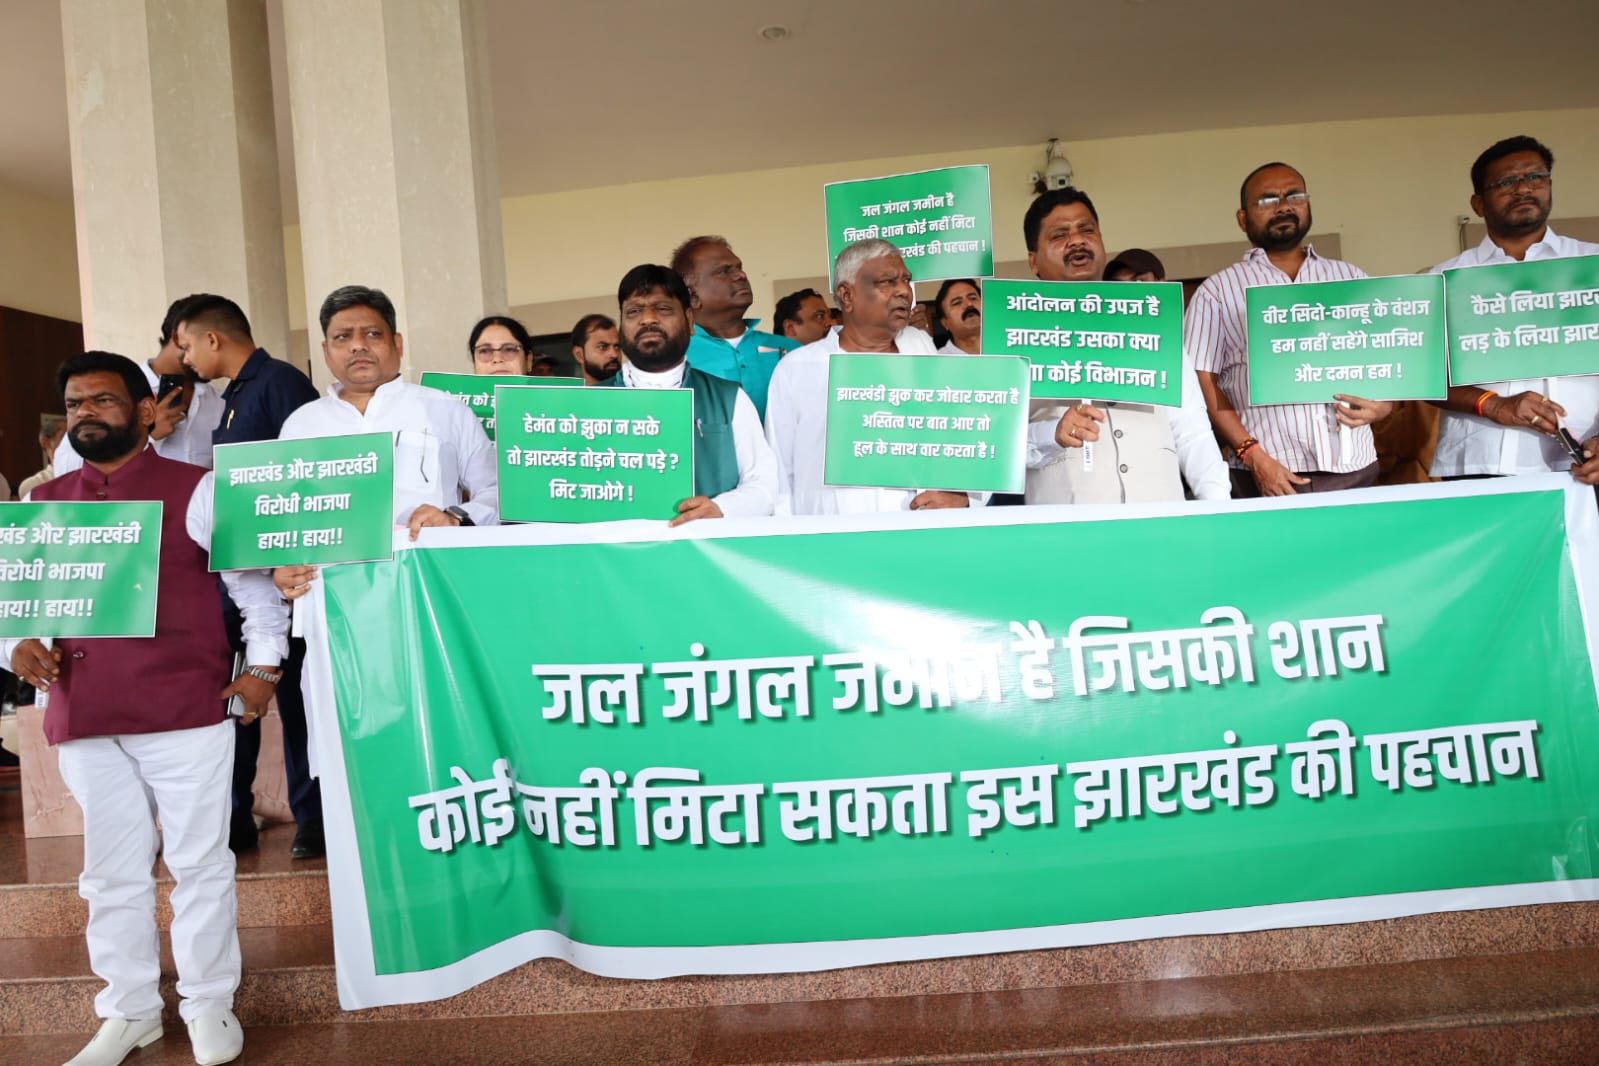 जल जंगल जमीन है
जिसकी शान कोई नहीं मिटा
की पहचान !
आंदोलन की उपज है
झारखंड उसका क्या
कोई विभाजन !
वीर सिदो-कान्हू के वंशज
हम नहीं सहेंगे साजिश
और दमन हम !
कैसे लिया
लड़ के लिया
झारखंडी झुक कर जोहार करता है
अस्तित्व पर बात आए तो
हूल के साथ वार करता है !
को
हेमंत को झुका न सके
तो झारखंड तोड़ने चल पड़े ?
मिट जाओगे !
झारखंड और झारखंडी
विरोधी भाजपा
हाय!! हाय!!
और झारखंडी
भाजपा
हाय!!
जल जंगल जमीन है जिसकी शान
कोई नहीं मिटा सकता इस झारखंड की पहचान